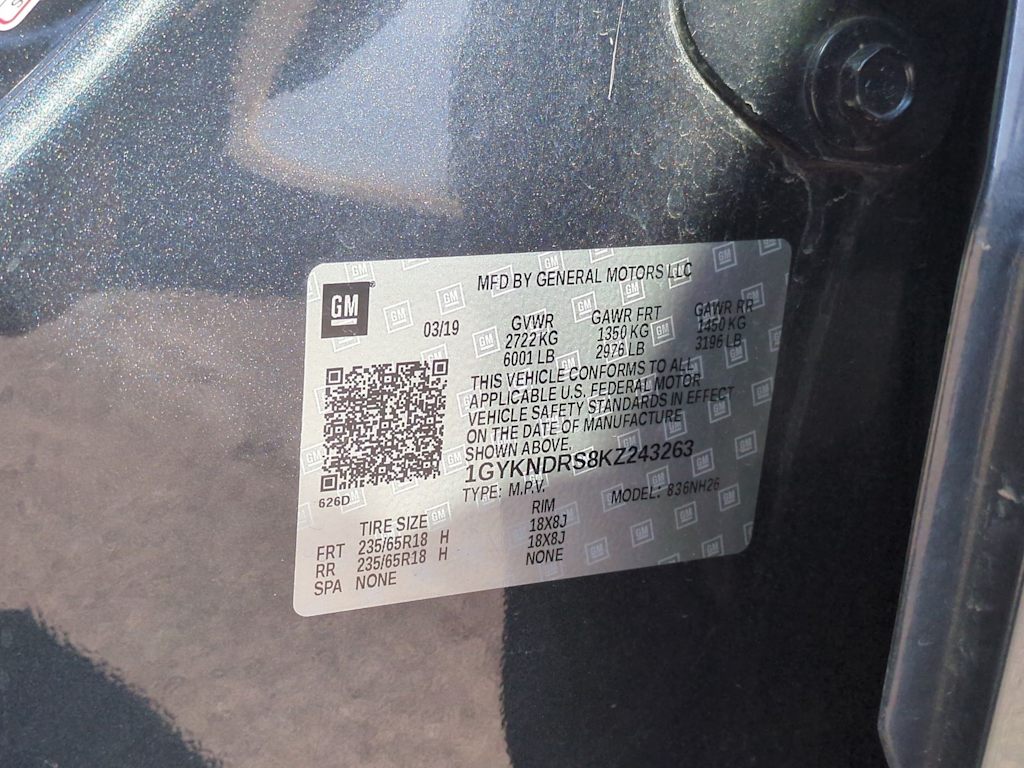 MFD BY GENERAL MOTORS LLC
GM
03/19
GVWR GAWR FRT GAWR RR
2722 KG 1350 KG 1450 KG
6001 LB 2976 LB 3196 LB
THIS VEHICLE CONFORMS TO ALL
APPLICABLE U.S. FEDERAL MOTOR
VEHICLE SAFETY STANDARDS IN EFFECT
ON THE DATE OF MANUFACTURE
SHOWN ABOVE.
1GYKNDRS8KZ243263
626D
TYPE: M.P.V. MODEL: 836NH26
TIRE SIZE RIM
FRT 235/65R18 H 18X8J
RR 235/65R18 H 18X8J
SPA NONE NONE